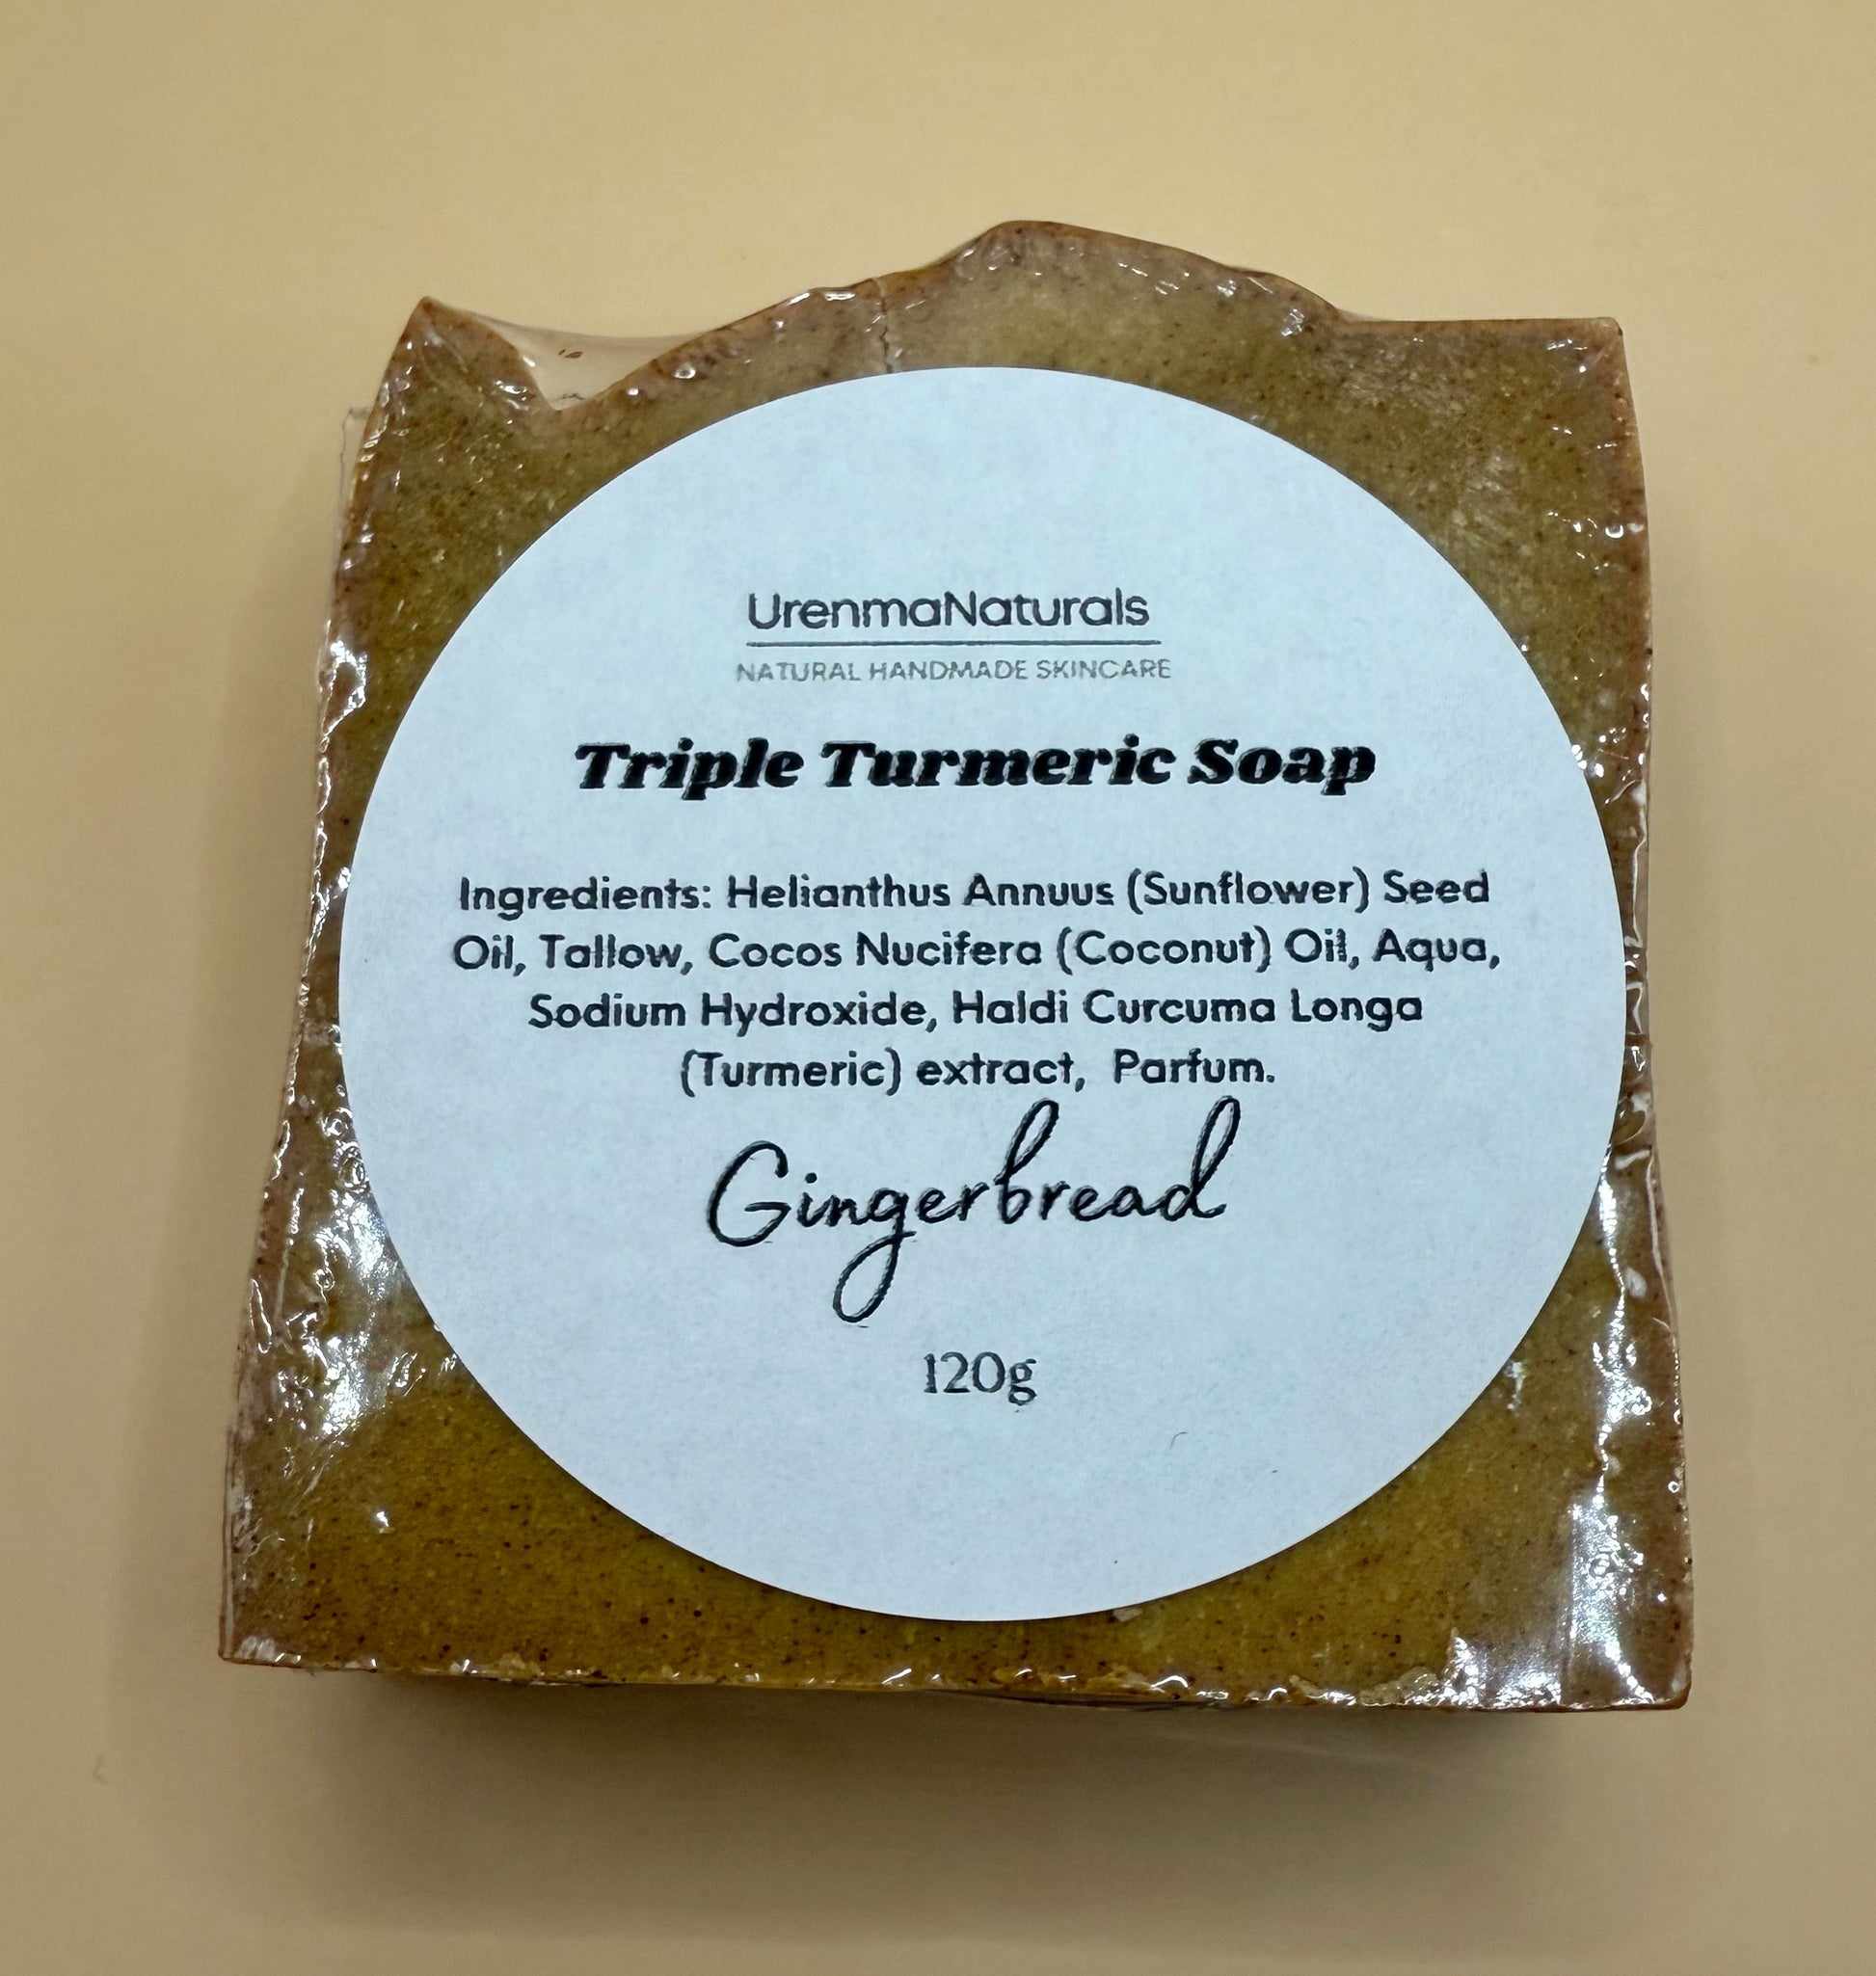 UrenmaNaturals
NATURAL HANDMADE SKINCARE
Triple Turmeric Soap
Ingredients: Helianthus Annuus (Sunflower) Seed
Oil, Tallow, Cocos Nucifera (Coconut) Oil, Aqua,
Sodium Hydroxide, Haldi Curcuma Longa
(Turmeric) extract, Parfum.
Gingerbread
120g